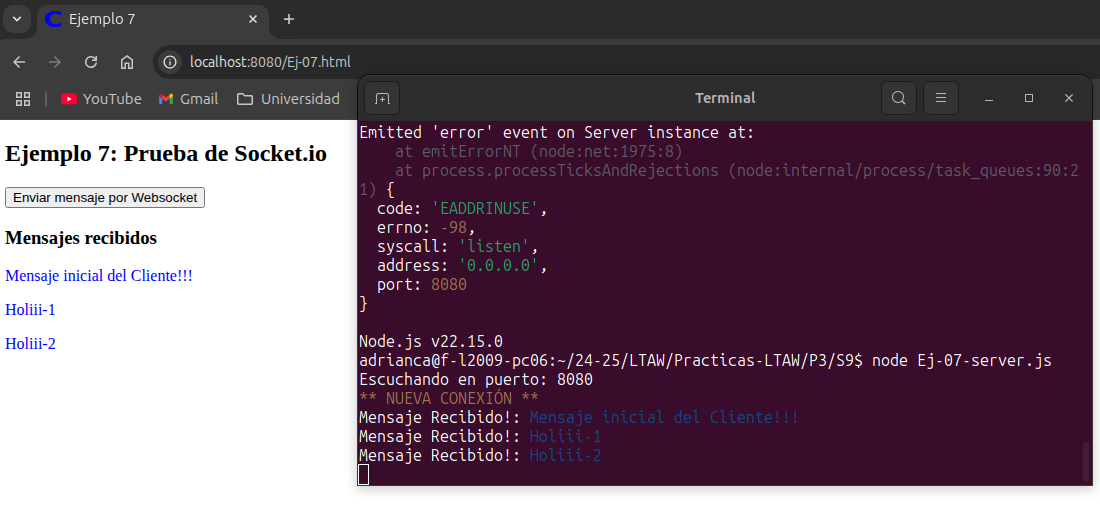 Ejemplo 7
localhost:8080/Ej-07.html
YouTube
Gmail
Universidad
Ejemplo 7: Prueba de Socket.io
Enviar mensaje por Websocket
Mensajes recibidos
Mensaje inicial del Cliente!!!
Holiii-1
Holiii-2
Terminal
Emitted 'error' event on Server instance at:
at emitErrorNT (node:net:1975:8)
at process.processTicksAndRejections (node:internal/process/task_queues:90:2
1) {
code: 'EADDRINUSE',
errno: -98,
syscall: 'listen',
address: '0.0.0.0',
port: 8080
}
Node.js v22.15.0
adrianca@f-l2009-pc06:~/24-25/LTAW/Practicas-LTAW/P3/S9$ node Ej-07-server.js
Escuchando en puerto: 8080
** NUEVA CONEXIÓN **
Mensaje Recibido!: Mensaje inicial del Cliente!!!
Mensaje Recibido!: Holiii-1
Mensaje Recibido!: Holiii-2